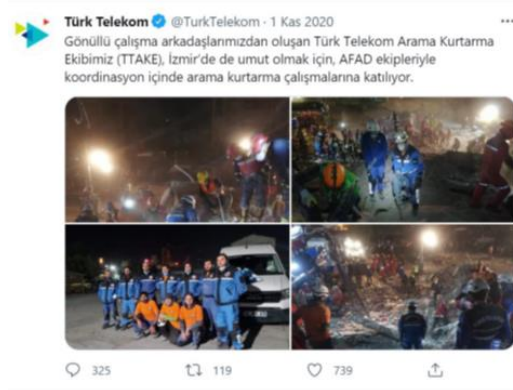 Türk Telekom @TurkTelekom · 1 Kas 2020
Gönüllü çalışma arkadaşlarımızdan oluşan Türk Telekom Arama Kurtarma
Ekibimiz (TTAKE), İzmir'de de umut olmak için, AFAD ekipleriyle
koordinasyon içinde arama kurtarma çalışmalarına katılıyor.
325 119 739